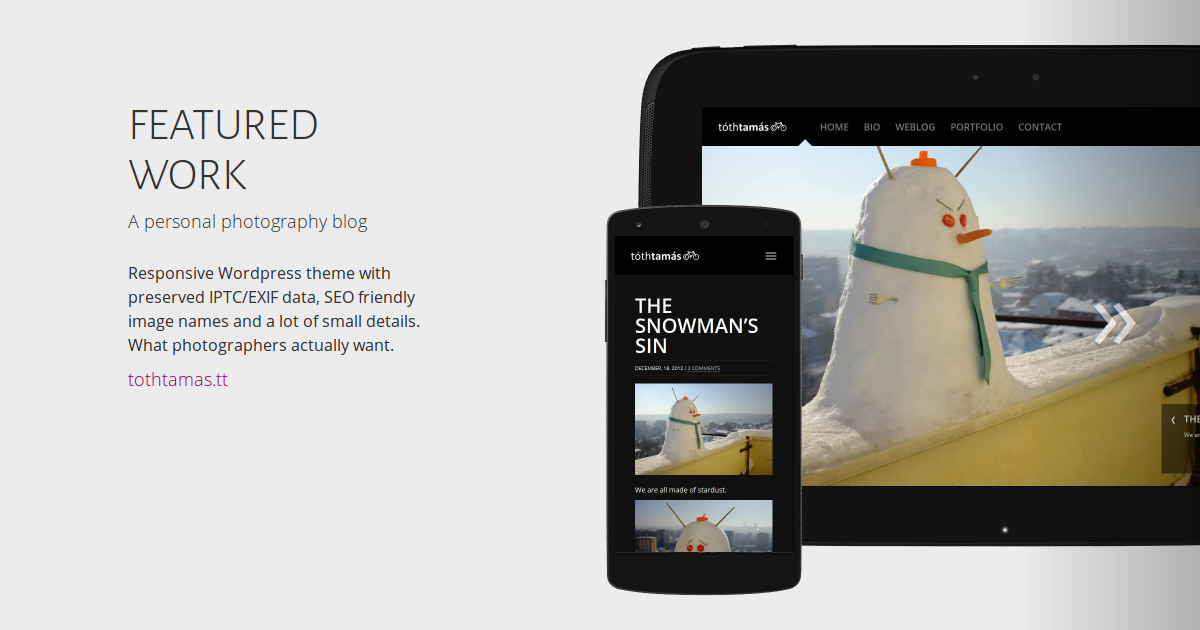 FEATURED
WORK
A personal photography blog
Responsive Wordpress theme with
preserved IPTC/EXIF data, SEO friendly
image names and a lot of small details.
What photographers actually want.
tothtamas.tt
tóthtamás
HOME BIO WEBLOG PORTFOLIO CONTACT
tóthtamás
THE
SNOWMAN'S
SIN
DECEMBER, 18, 2012 / 2 COMMENTS
We are all made of stardust.
THE